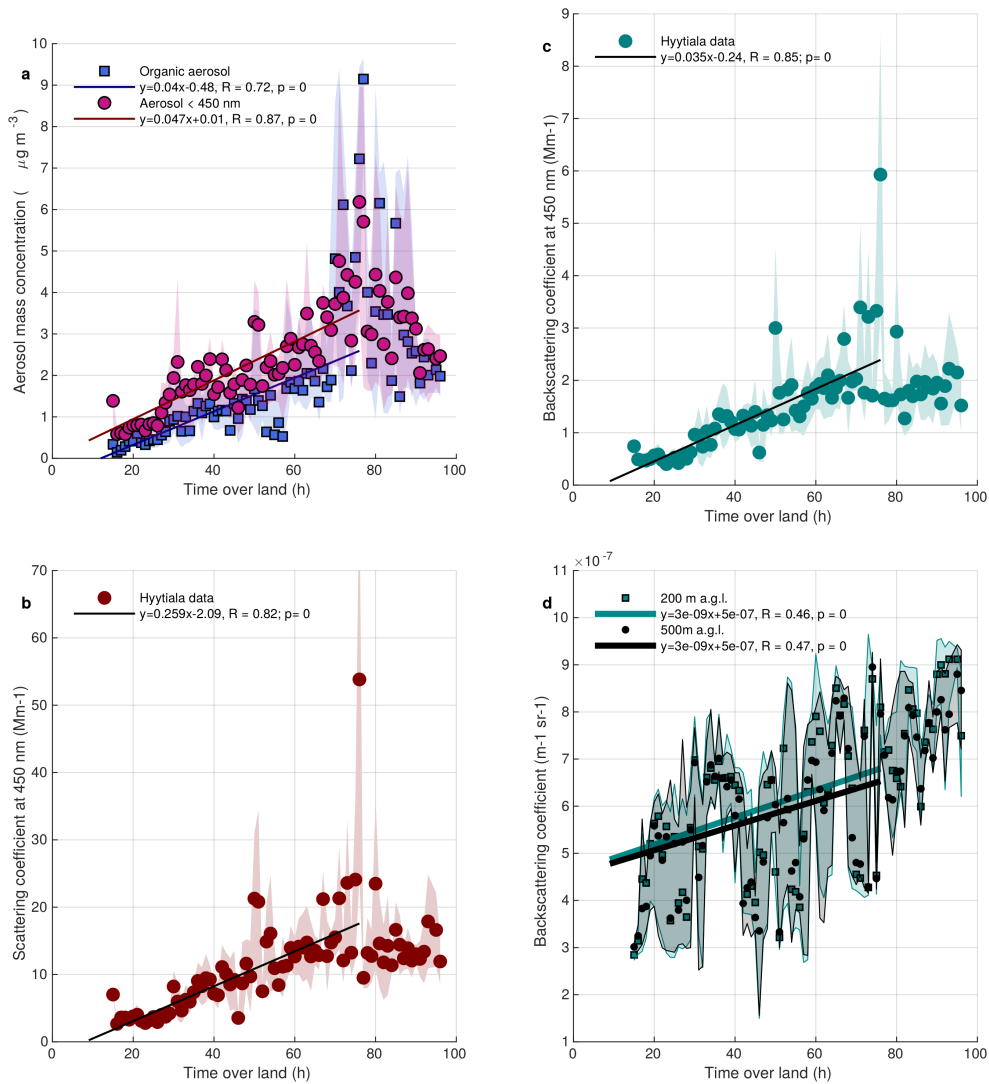 a
Organic aerosol
y=0.04x-0.48, R = 0.72, p = 0
Aerosol < 450 nm
y=0.047x+0.01, R = 0.87, p = 0
Aerosol mass concentration ( μg m -3)
10
9
8
7
6
5
4
3
2
1
0
0 20 40 60 80 100
Time over land (h)
c
Hyytiala data
y=0.035x-0.24, R = 0.85; p= 0
Backscattering coefficient at 450 nm (Mm-1)
9
8
7
6
5
4
3
2
1
0
0 20 40 60 80 100
Time over land (h)
b
Hyytiala data
y=0.259x-2.09, R = 0.82; p= 0
Scattering coefficient at 450 nm (Mm-1)
70
60
50
40
30
20
10
0
0 20 40 60 80 100
Time over land (h)
×10 -7
d
200 m a.g.l.
y=3e-09x+5e-07, R = 0.46, p = 0
500m a.g.l.
y=3e-09x+5e-07, R = 0.47, p = 0
Backscattering coefficient (m-1 sr-1)
11
10
9
8
7
6
5
4
3
2
1
0 20 40 60 80 100
Time over land (h)